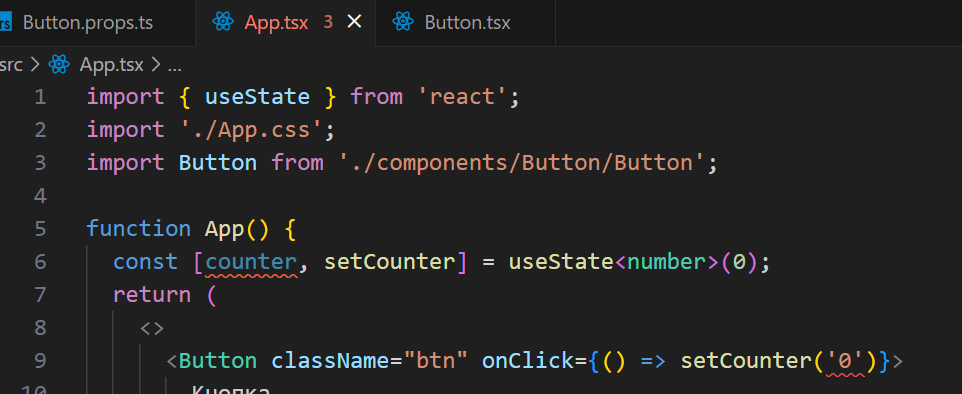 Button.props.ts App.tsx 3 Button.tsx
src > App.tsx > ...
1 import { useState } from 'react';
2 import './App.css';
3 import Button from './components/Button/Button';
4
5 function App() {
6 const [counter, setCounter] = useState<number>(0);
7 return (
8 <>
9 <Button className="btn" onClick={() => setCounter('0')}>
10 Кнопка